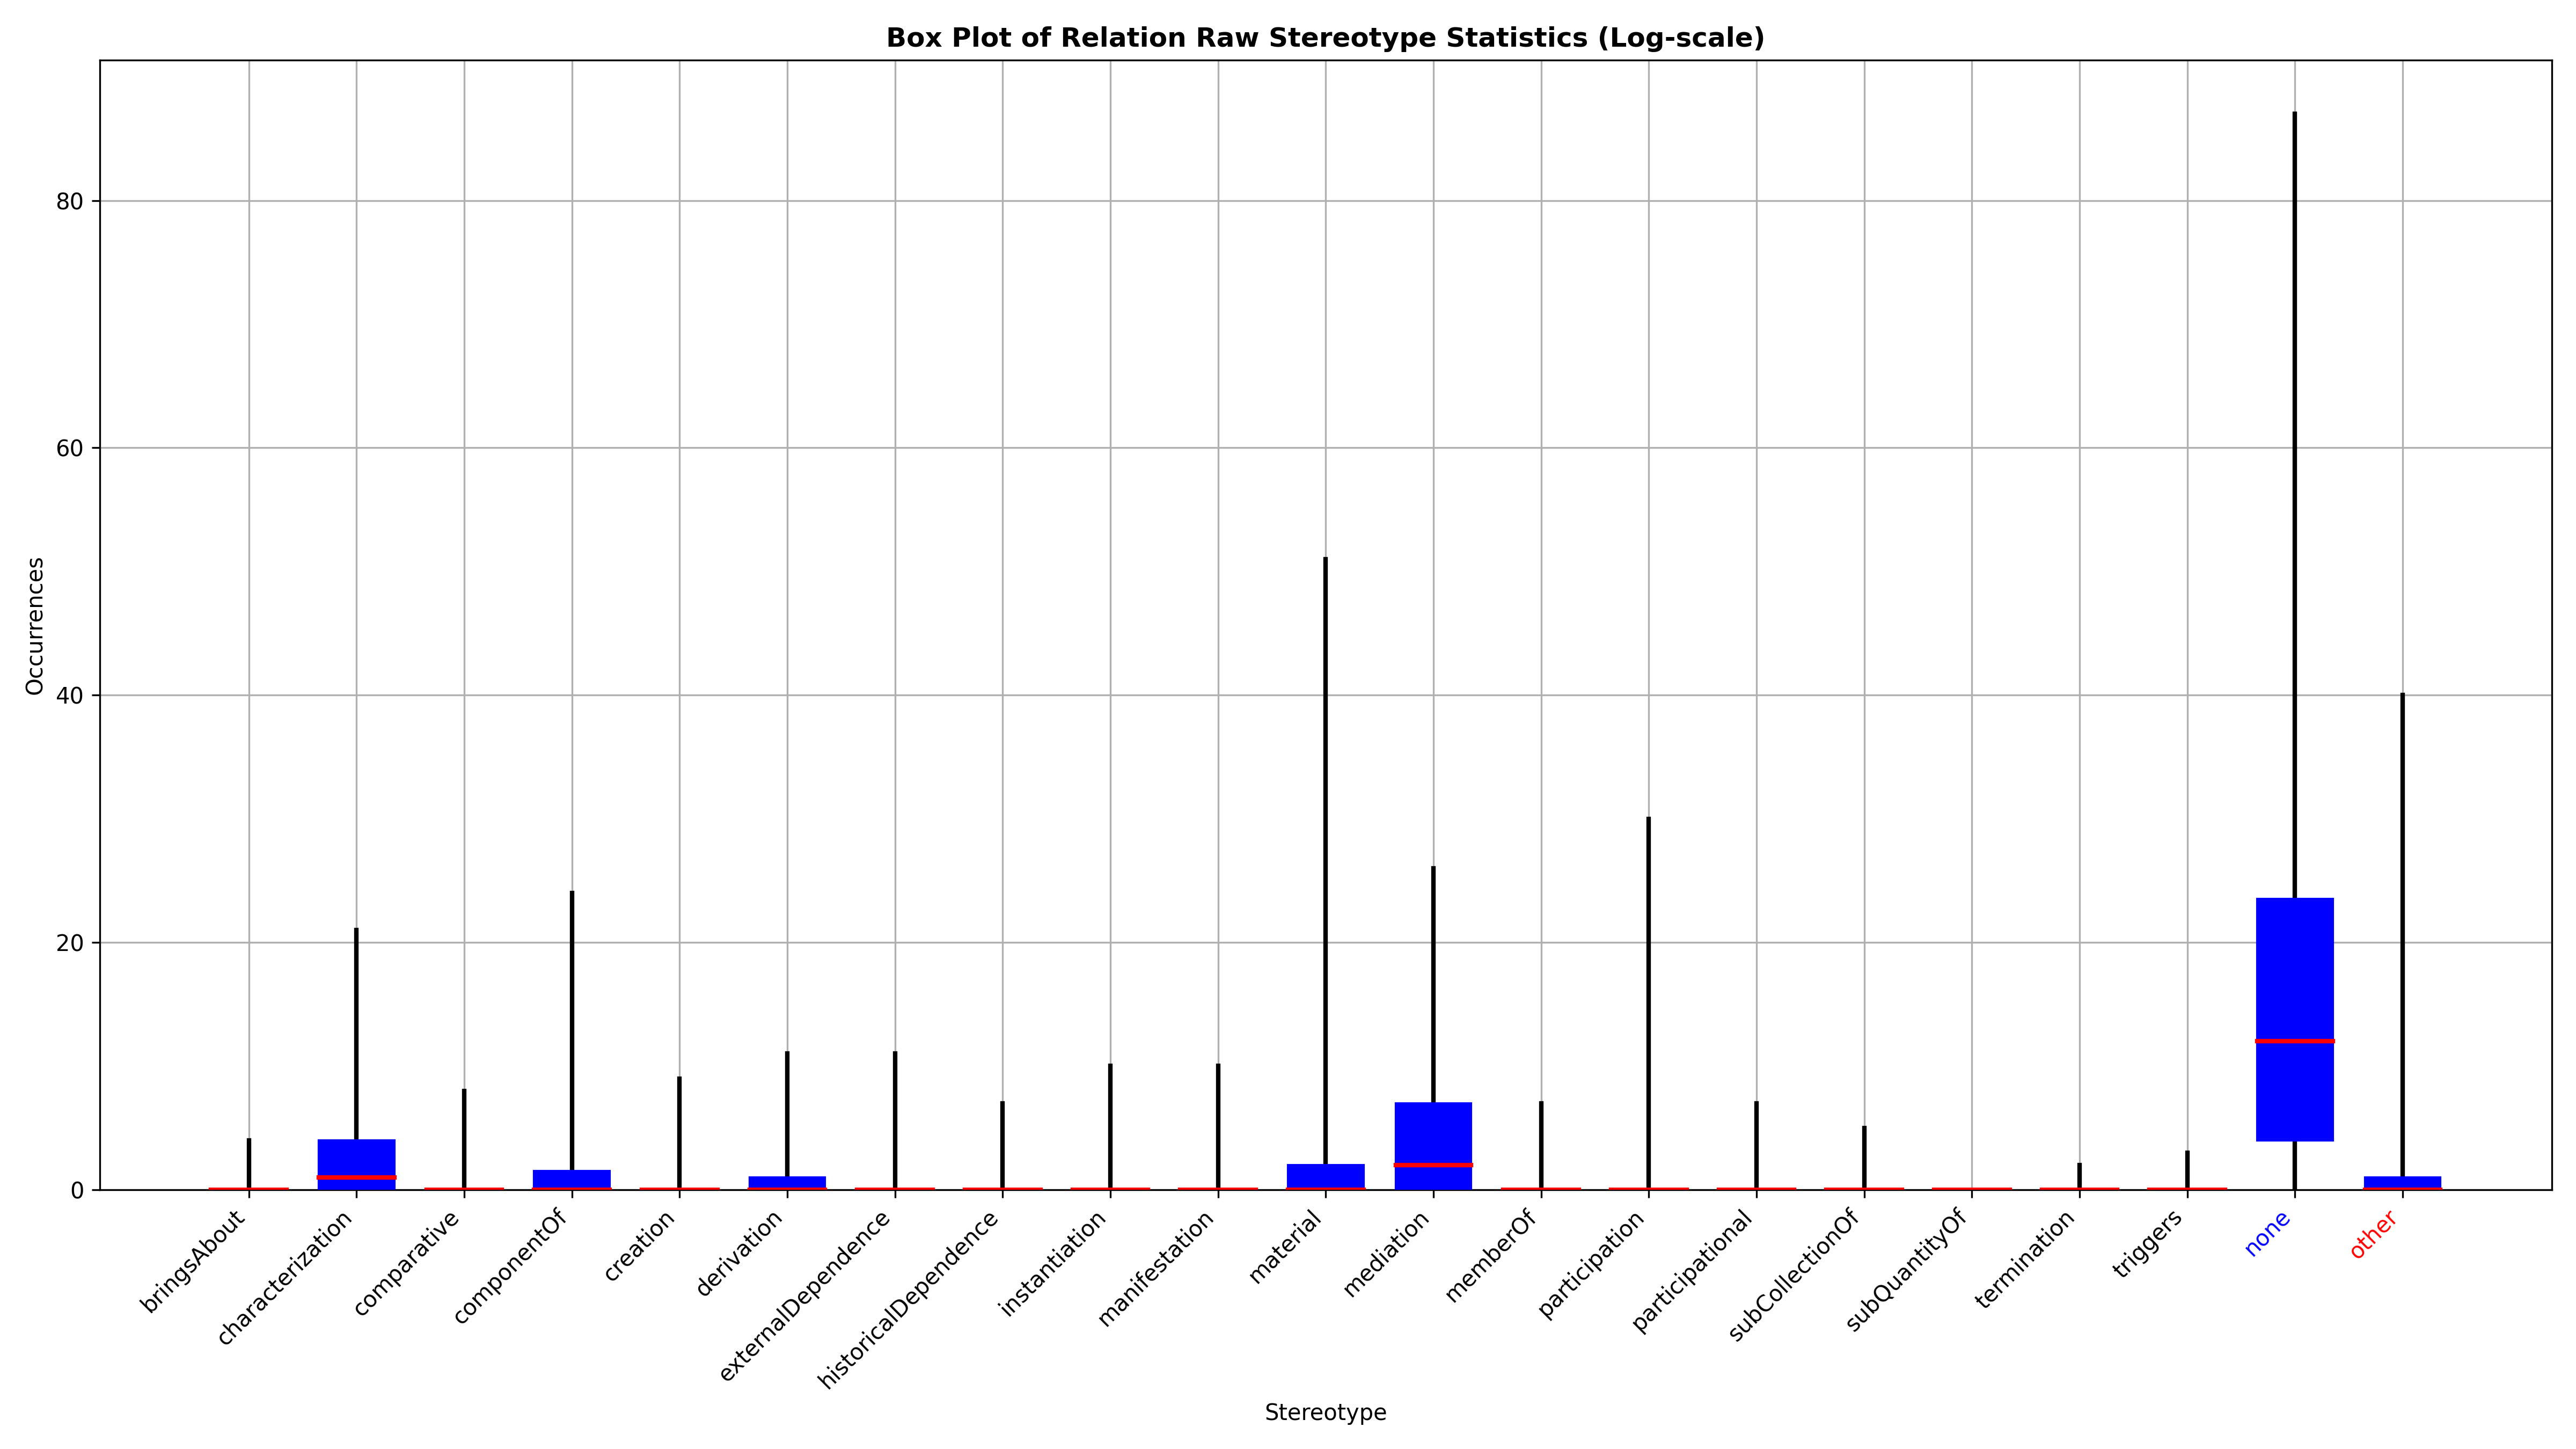 Box Plot of Relation Raw Stereotype Statistics (Log-scale)
Occurrences
80
60
40
20
0
bringsAbout
characterization
comparative
componentOf
creation
derivation
externalDependence
historicalDependence
instantiation
manifestation
material
mediation
memberOf
participation
participational
subCollectionOf
subQuantityOf
termination
triggers
none
other
Stereotype